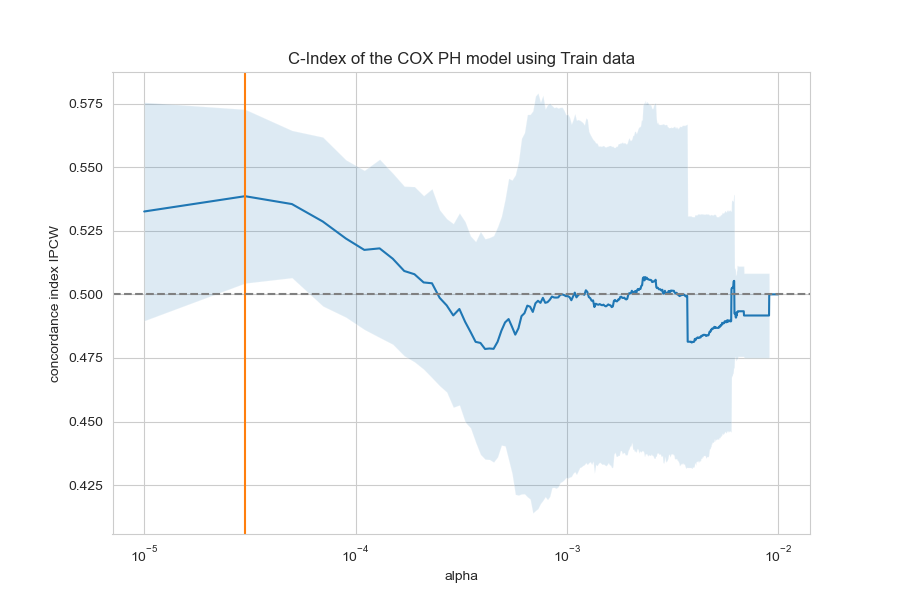 C-Index of the COX PH model using Train data
concordance index IPCW
0.575
0.550
0.525
0.500
0.475
0.450
0.425
10⁻⁵ 10⁻⁴ 10⁻³ 10⁻²
alpha